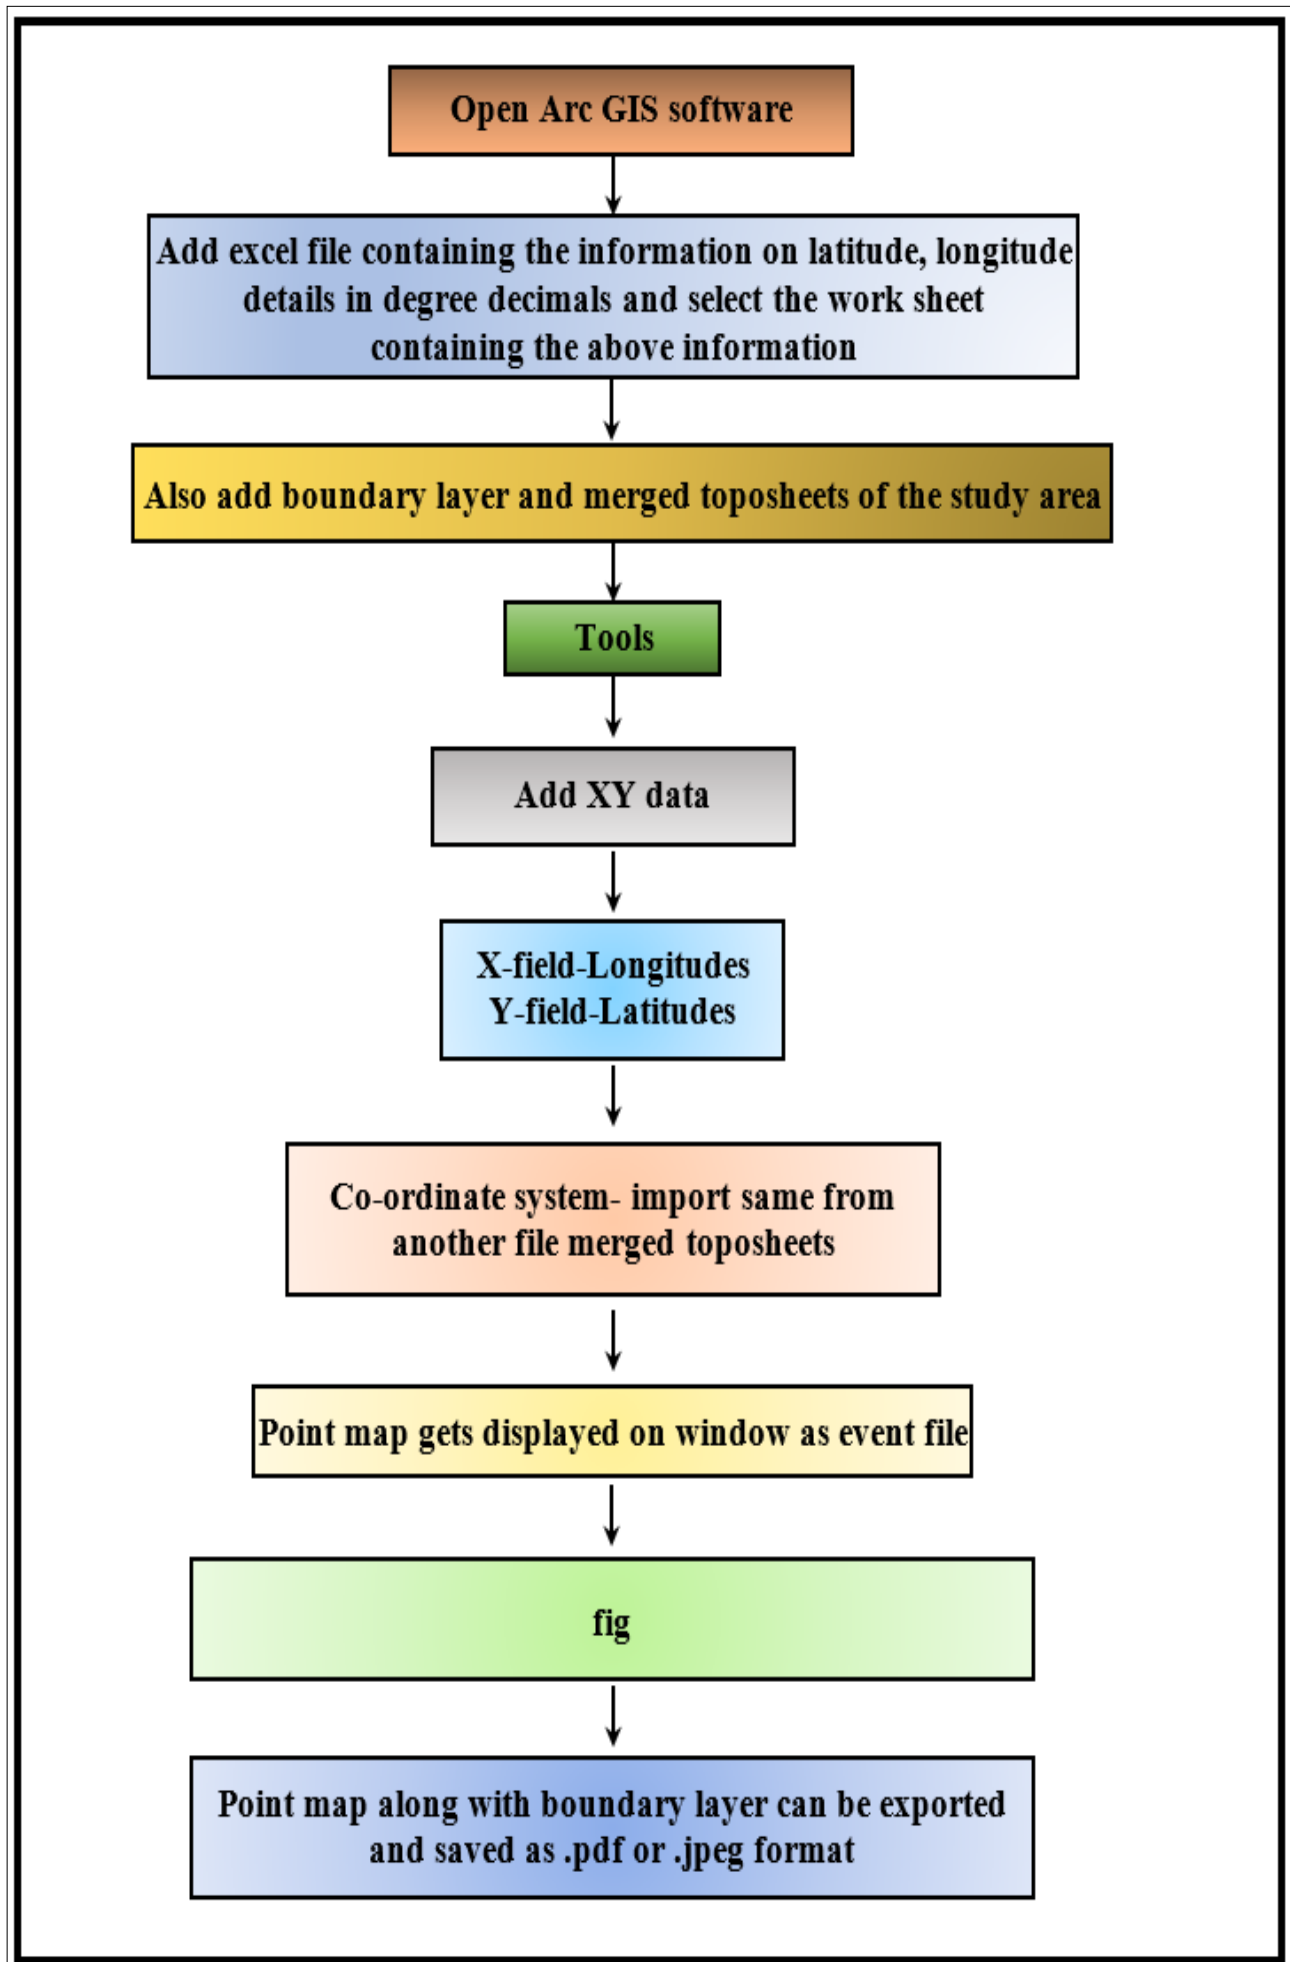 Open Arc GIS software
Add excel file containing the information on latitude, longitude
details in degree decimals and select the work sheet
containing the above information
Also add boundary layer and merged toposheets of the study area
Tools
Add XY data
X-field-Longitudes
Y-field-Latitudes
Co-ordinate system- import same from
another file merged toposheets
Point map gets displayed on window as event file
fig
Point map along with boundary layer can be exported
and saved as .pdf or .jpeg format